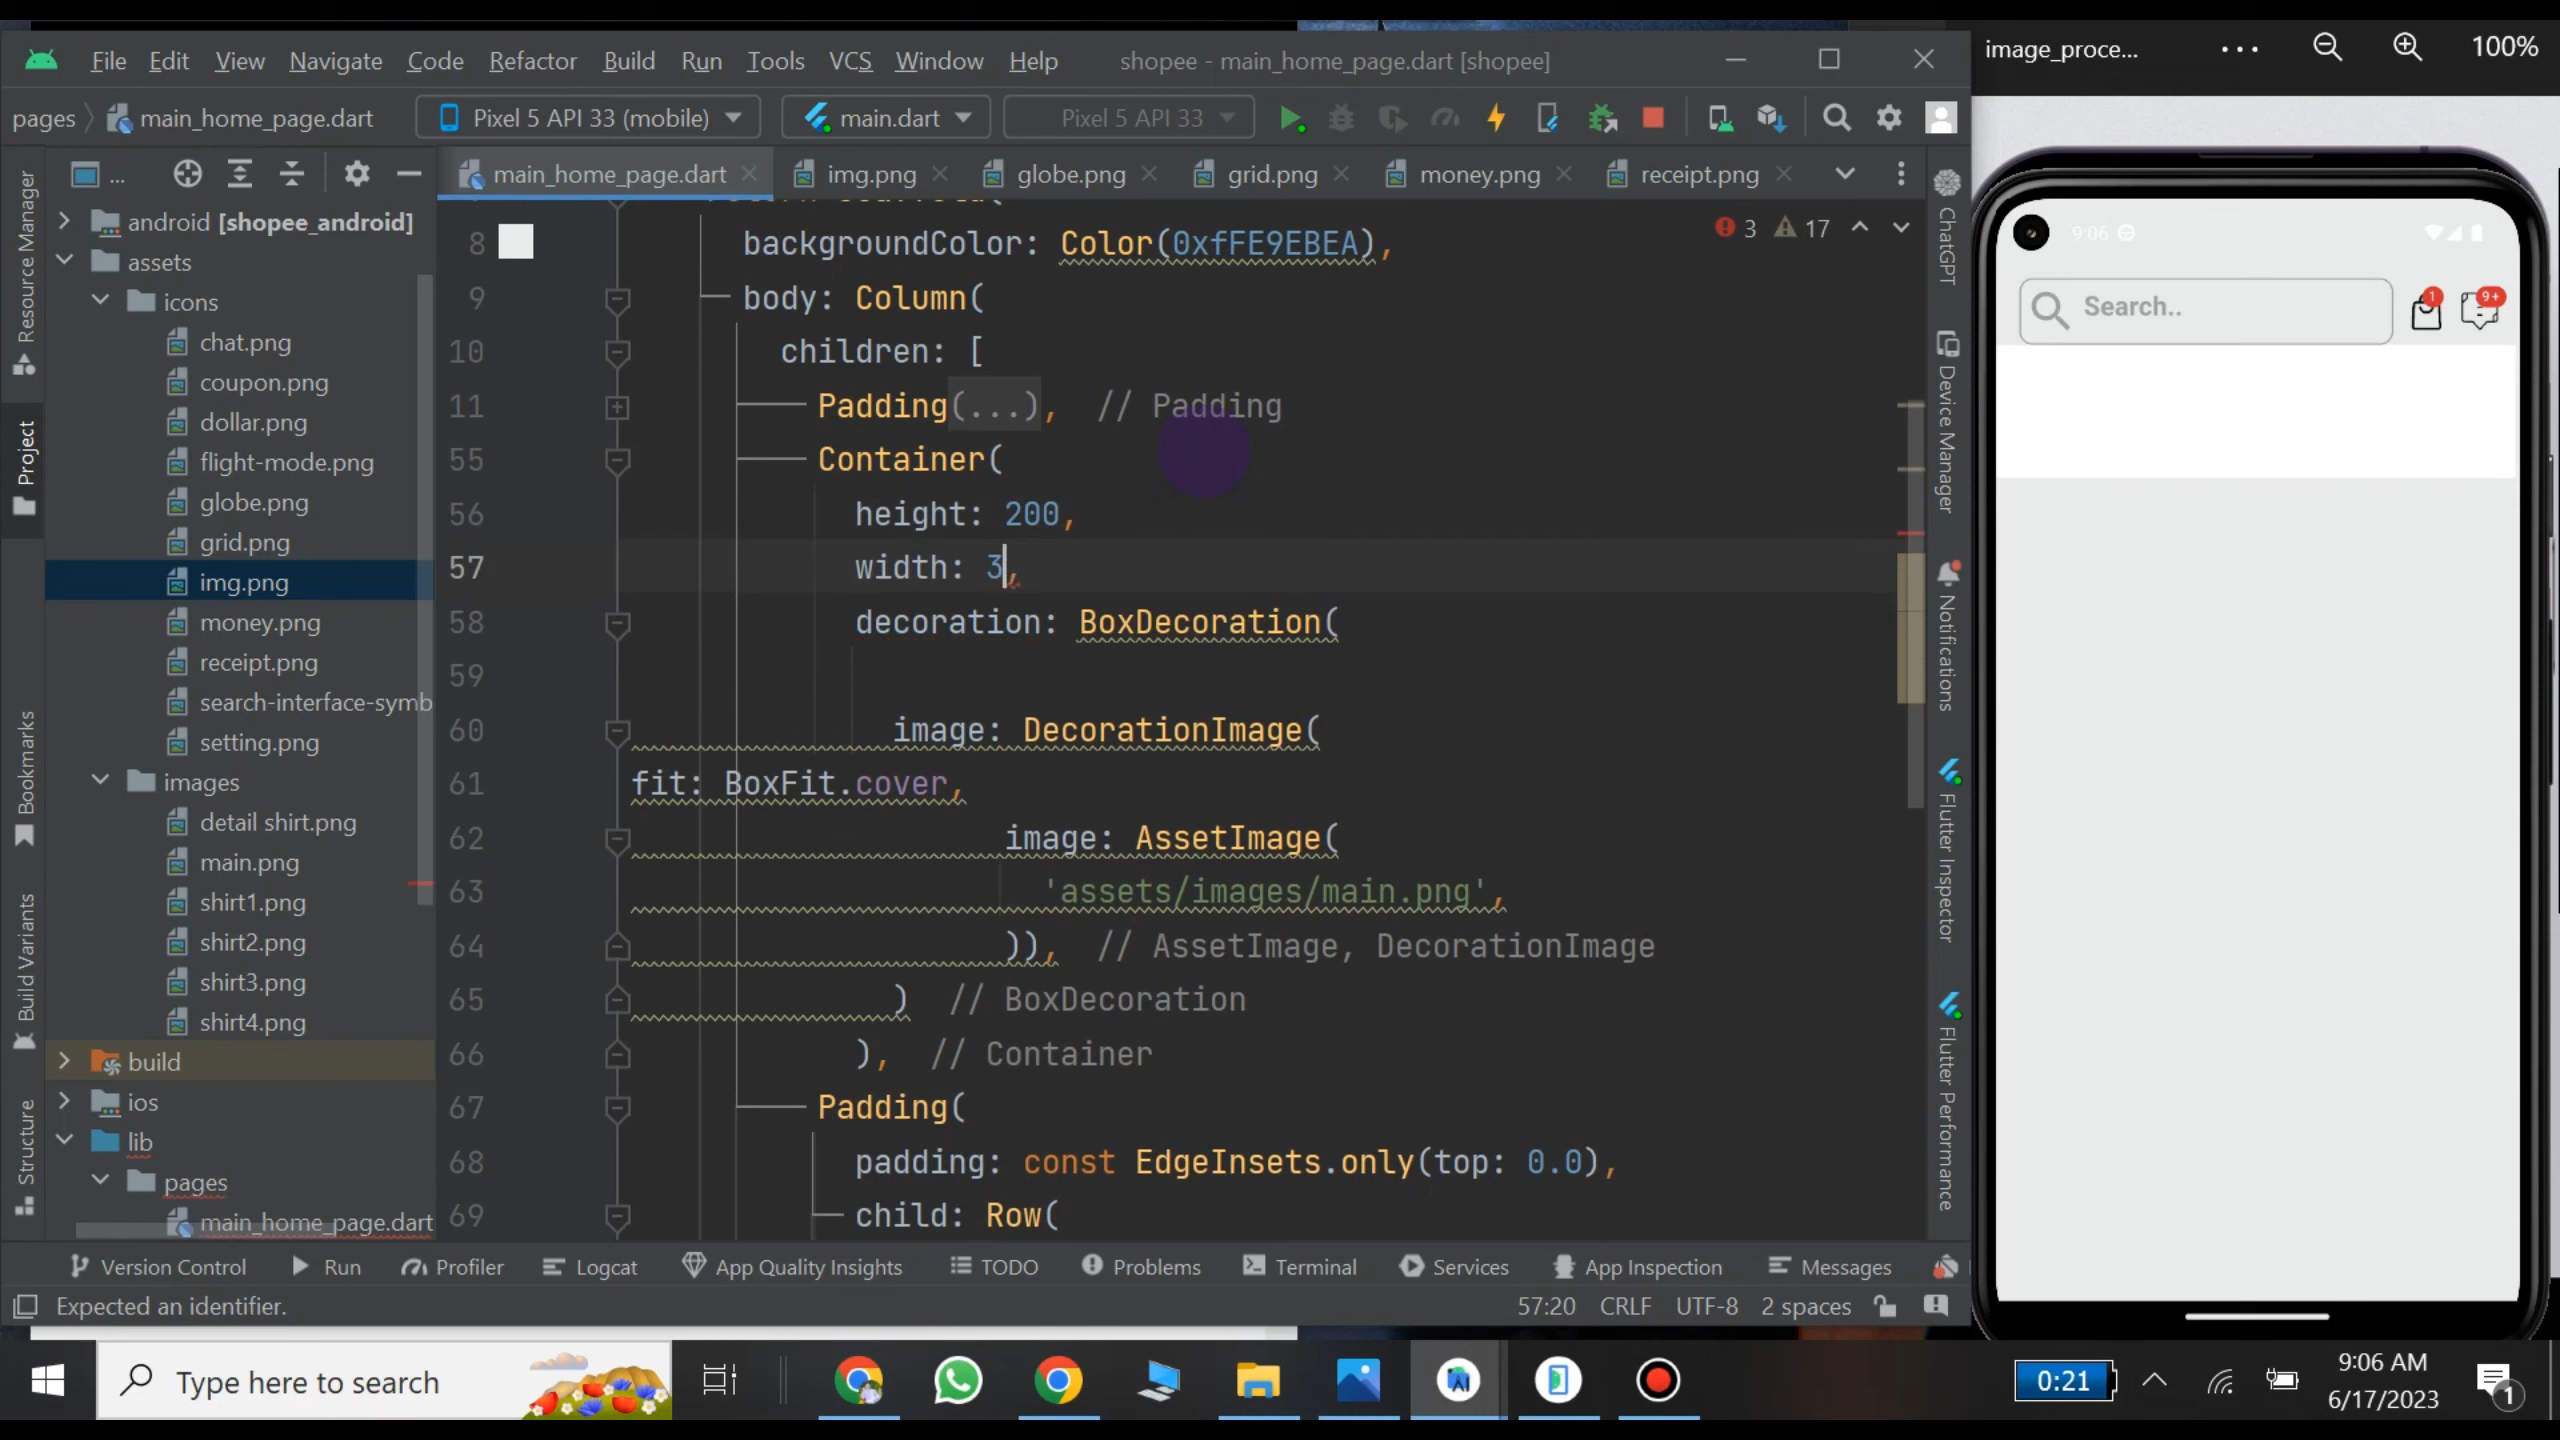 File Edit View Navigate Code Refactor Build Run Tools VCS Window Help shopee - main_home_page.dart [shopee]
image_proce... 100%
pages main_home_page.dart Pixel 5 API 33 (mobile) main.dart Pixel 5 API 33
...
main_home_page.dart img.png globe.png grid.png money.png receipt.png
Resource Manager
Project
Bookmarks
Build Variants
Structure
android [shopee_android]
assets
icons
chat.png
coupon.png
dollar.png
flight-mode.png
globe.png
grid.png
img.png
money.png
receipt.png
search-interface-symb
setting.png
images
detail shirt.png
main.png
shirt1.png
shirt2.png
shirt3.png
shirt4.png
build
ios
lib
pages
main_home_page.dart
3 17
8 backgroundColor: Color(0xfFE9EBEA),
9 body: Column(
10 children: [
11 Padding(...), // Padding
55 Container(
56 height: 200,
57 width: 3,
58 decoration: BoxDecoration(
59
60 image: DecorationImage(
61 fit: BoxFit.cover,
62 image: AssetImage(
63 'assets/images/main.png',
64 )), // AssetImage, DecorationImage
65 ) // BoxDecoration
66 ), // Container
67 Padding(
68 padding: const EdgeInsets.only(top: 0.0),
69 child: Row(
ChatGPT
Device Manager
Notifications
Flutter Inspector
Flutter Performance
9:06
Search..
1
9+
Version Control Run Profiler Logcat App Quality Insights TODO Problems Terminal Services App Inspection Messages
Expected an identifier. 57:20 CRLF UTF-8 2 spaces
Type here to search
0:21
9:06 AM
6/17/2023
1